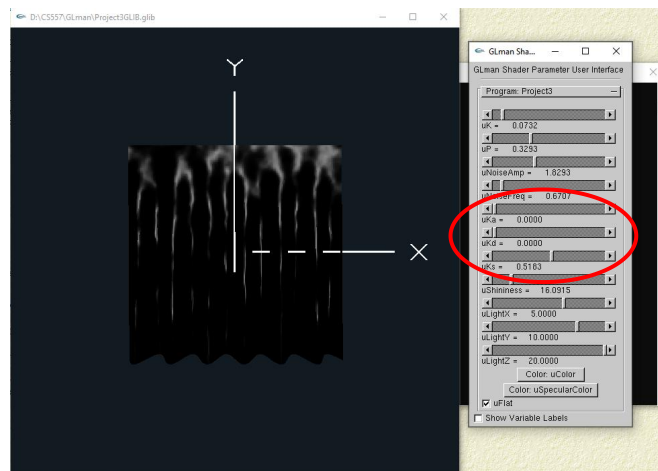 D:\CS557\GLman\Project3GLIB.glib
Y
X
GLman Sha...
GLman Shader Parameter User Interface
Program: Project3
uK = 0.0732
uP = 0.3293
uNoiseAmp = 1.8293
uNoiseFreq = 0.6707
uKa = 0.0000
uKd = 0.0000
uKs = 0.5183
uShininess = 16.0915
uLightX = 5.0000
uLightY = 10.0000
uLightZ = 20.0000
Color: uColor
Color: uSpecularColor
uFlat
Show Variable Labels